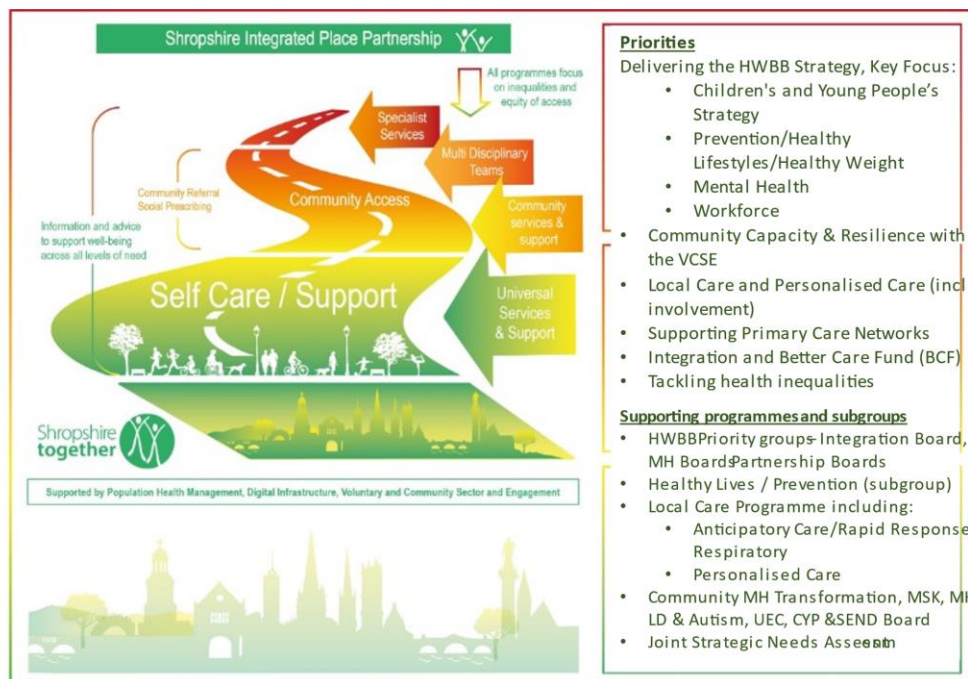 Shropshire Integrated Place Partnership
All programmes focus
on inequalities and
equity of access
Specialist
Services
Multi Disciplinary
Teams
Community Referral
Social Prescribing
Community Access
Community
services &
support
Information and advice
to support well-being
across all levels of need
Self Care / Support
Universal
Services
& Support
Shropshire
together
Supported by Population Health Management, Digital Infrastructure, Voluntary and Community Sector and Engagement
Priorities
Delivering the HWBB Strategy, Key Focus:
• Children's and Young People's
Strategy
• Prevention/Healthy
Lifestyles/Healthy Weight
• Mental Health
• Workforce
• Community Capacity & Resilience with
the VCSE
• Local Care and Personalised Care (incl
involvement)
• Supporting Primary Care Networks
• Integration and Better Care Fund (BCF)
• Tackling health inequalities
Supporting programmes and subgroups
• HWBB Priority groups – Integration Board,
MH Boards Partnership Boards
• Healthy Lives / Prevention (subgroup)
• Local Care Programme including:
• Anticipatory Care/Rapid Response
Respiratory
• Personalised Care
• Community MH Transformation, MSK, MH
LD & Autism, UEC, CYP & SEND Board
• Joint Strategic Needs